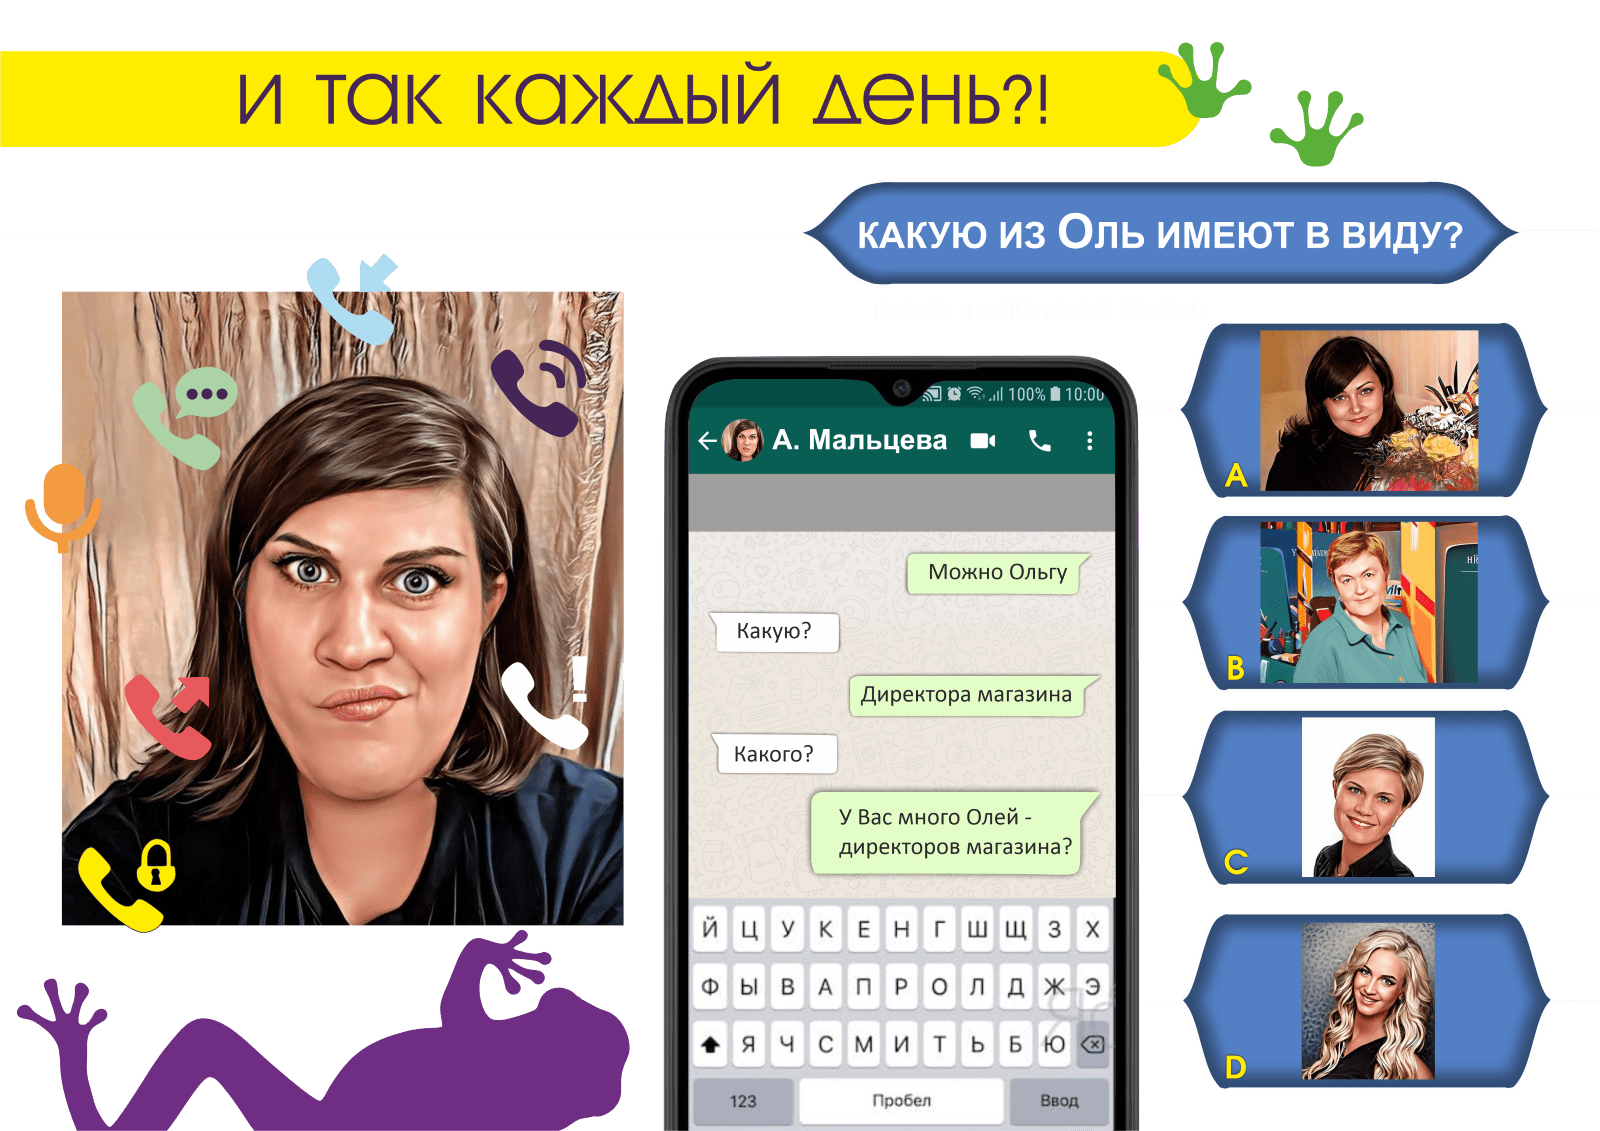 И так каждый день?!
КАКУЮ ИЗ ОЛЬ ИМЕЮТ В ВИДУ?
100% 10:00
А. Мальцева
Можно Ольгу
Какую?
Директора магазина
Какого?
У Вас много Олей -
директоров магазина?
Й Ц У К Е Н Г Ш Щ З Х
Ф Ы В А П Р О Л Д Ж Э
Я Ч С М И Т Ь Б Ю
123 Пробел Ввод
A
B
C
D